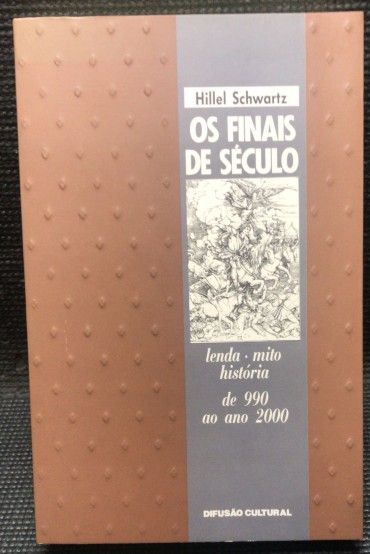 Hillel Schwartz
OS FINAIS
DE SÉCULO
lenda · mito
história
de 990
ao ano 2000
DIFUSÃO CULTURAL